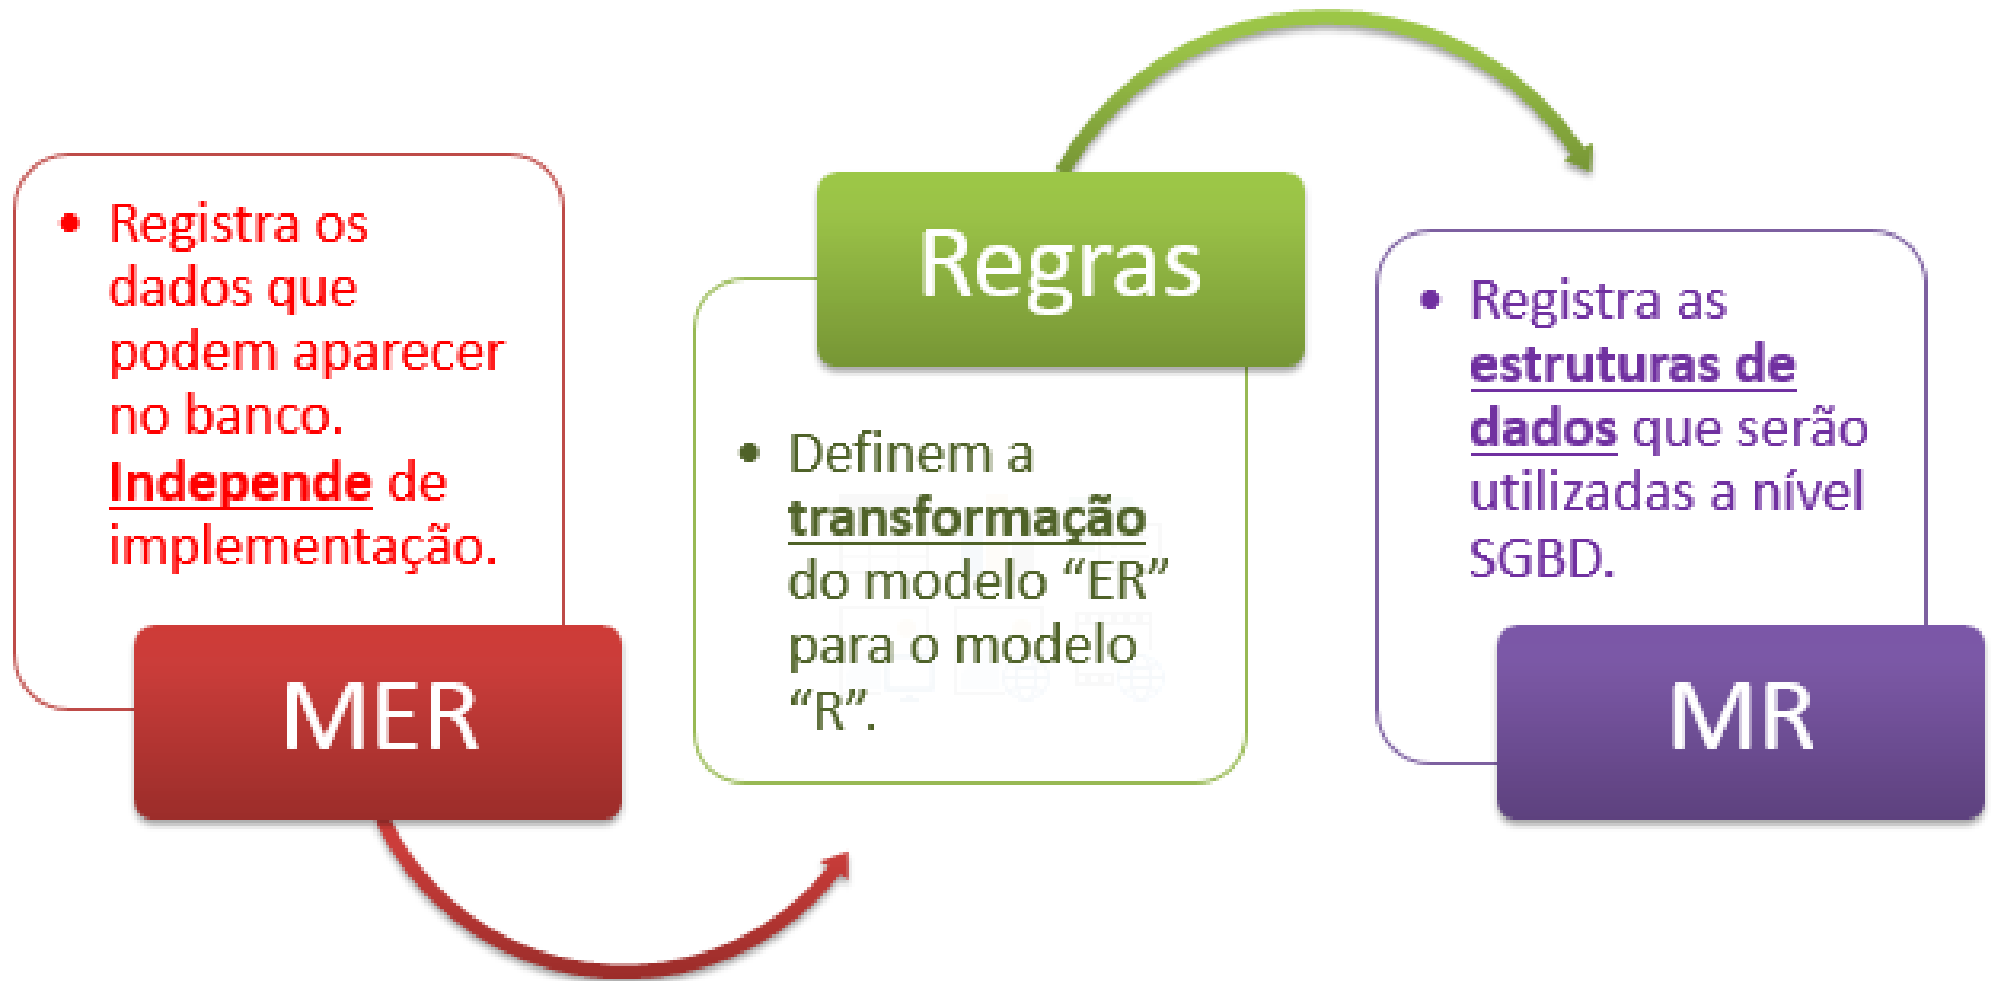 • Registra os
dados que
podem aparecer
no banco.
Independe de
implementação.
MER
Regras
• Definem a
transformação
do modelo “ER”
para o modelo
“R”.
• Registra as
estruturas de
dados que serão
utilizadas a nível
SGBD.
MR